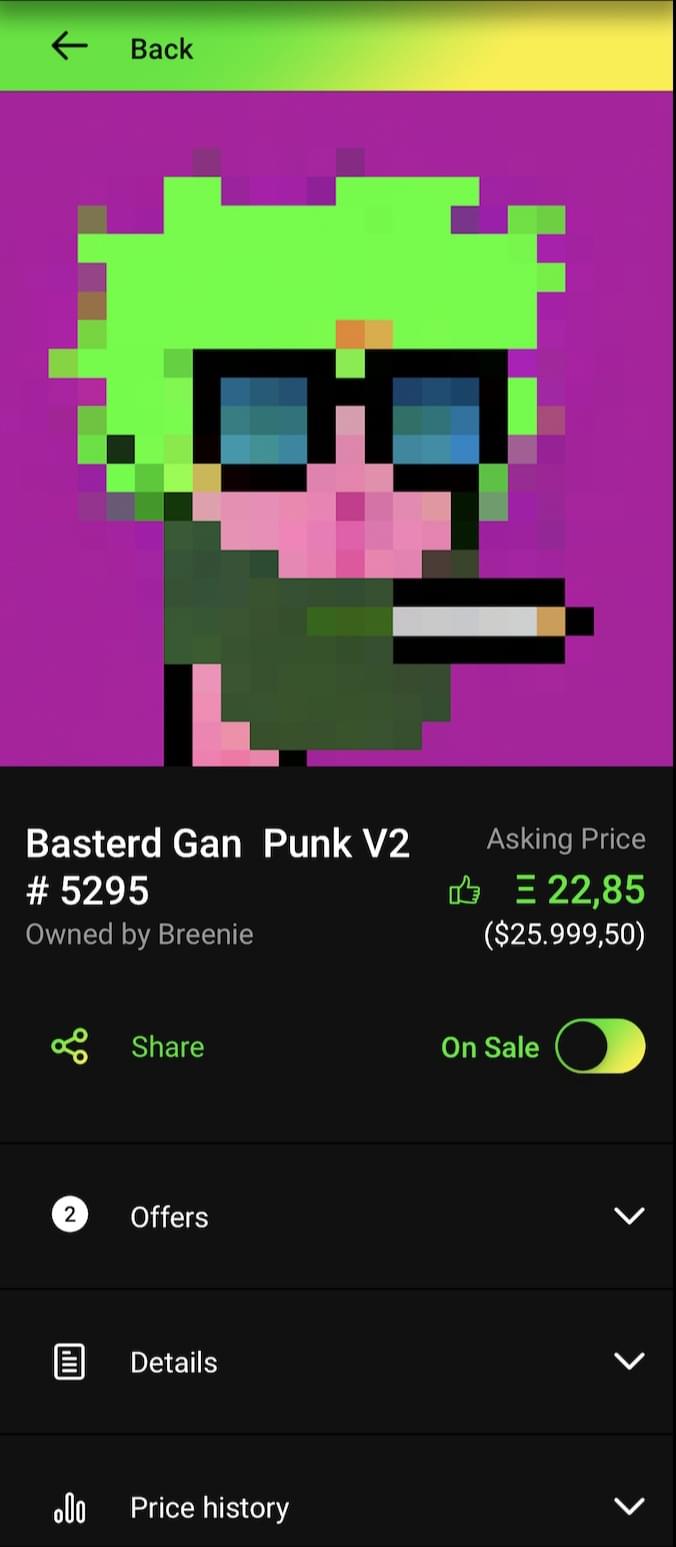 Back
Basterd Gan  Punk V2
# 5295
Owned by Breenie
Asking Price
Ξ 22,85
($25.999,50)
Share
On Sale
2 Offers
Details
Price history